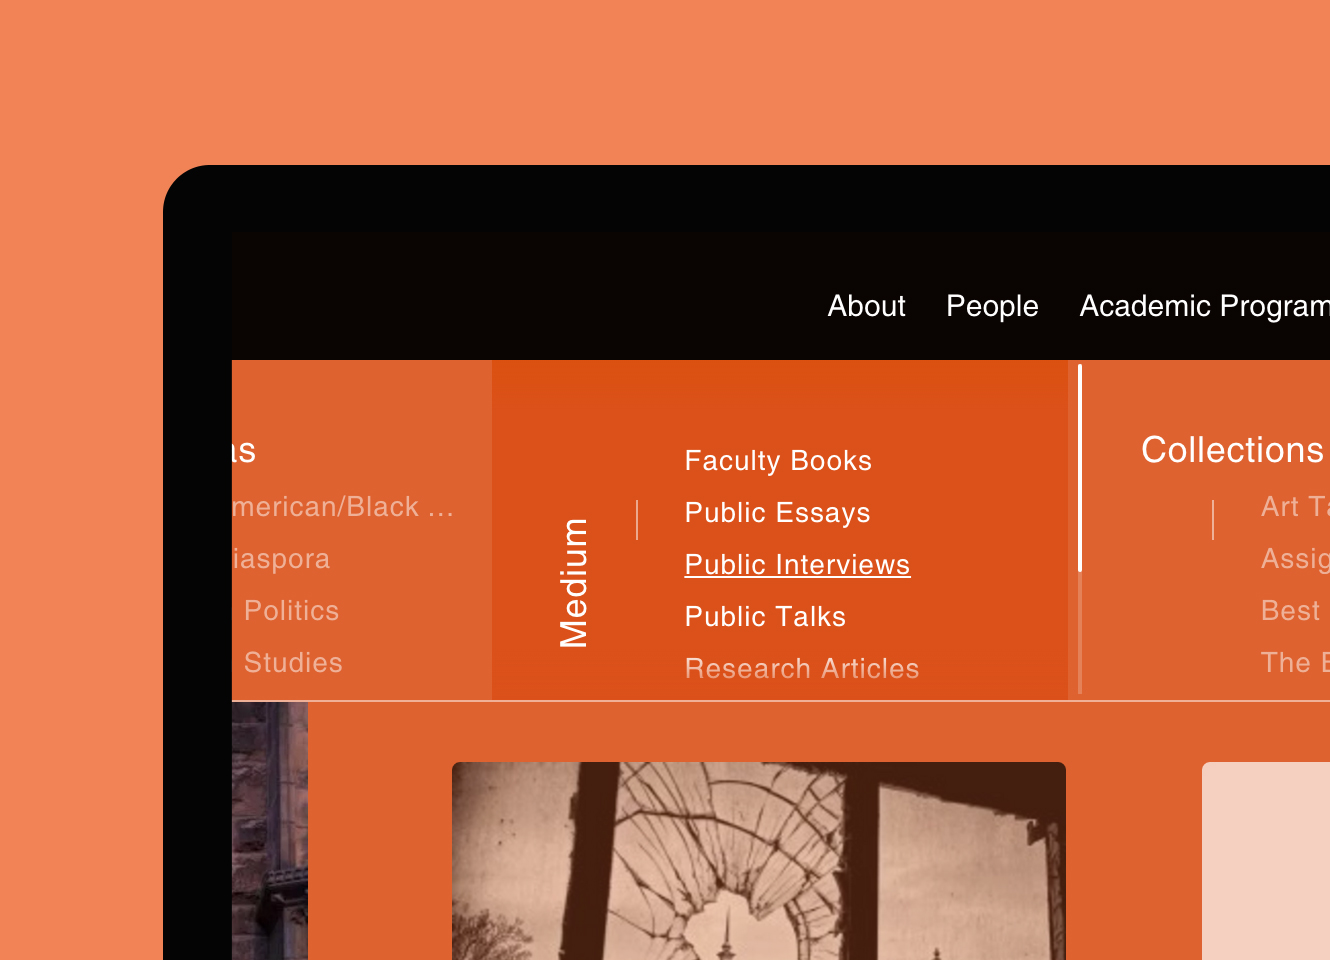 About People Academic Program
as
merican/Black ...
iaspora
Politics
Studies
Medium
Faculty Books
Public Essays
Public Interviews
Public Talks
Research Articles
Collections
Art Ta
Assig
Best
The E